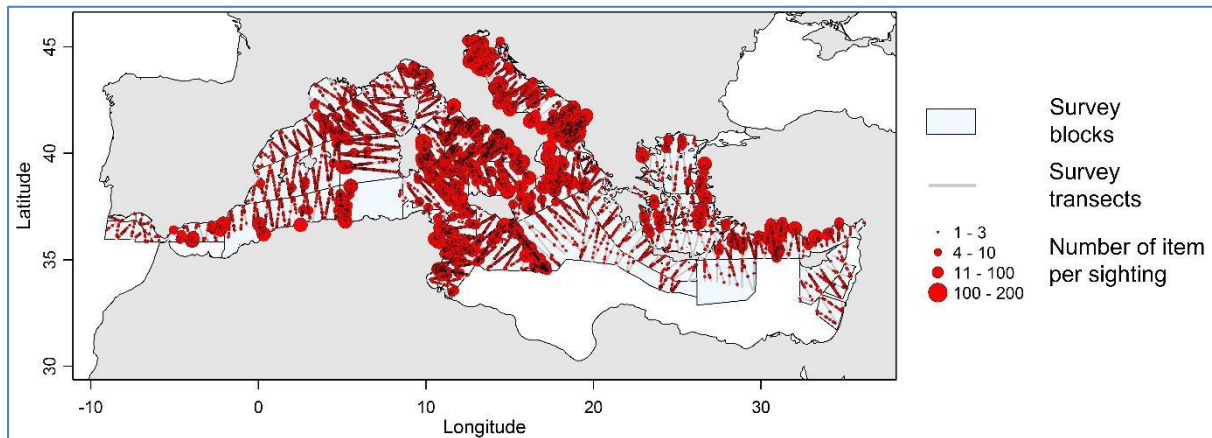 45
40
35
30
Latitude
-10 0 10 20 30
Longitude
Survey
blocks
Survey
transects
1 - 3
4 - 10
11 - 100
100 - 200
Number of item
per sighting